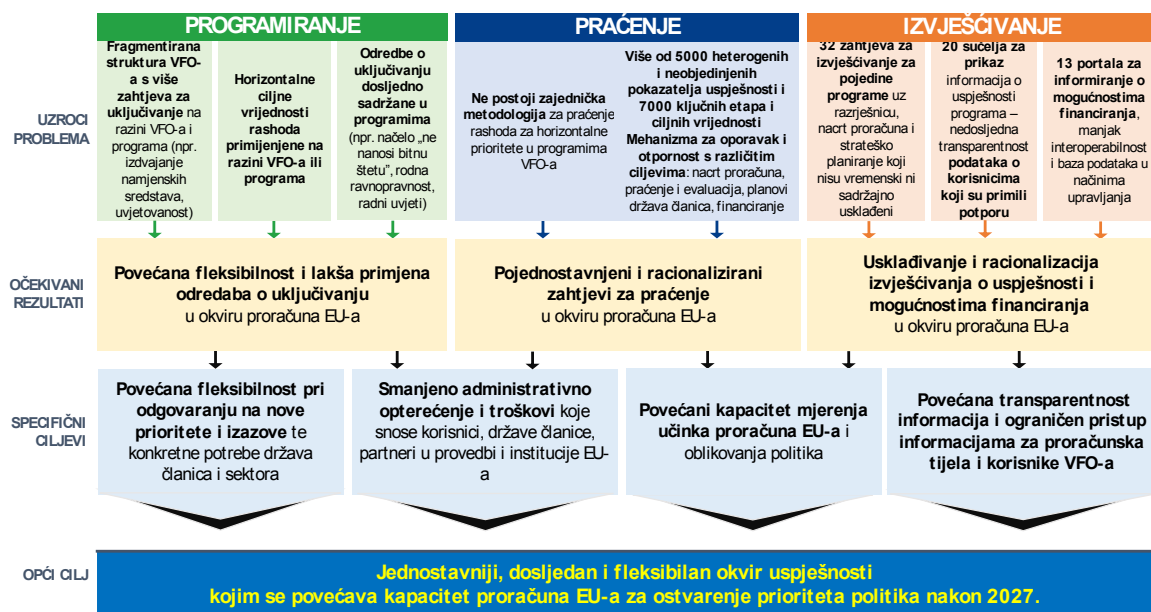 PROGRAMIRANJE
PRAĆENJE
IZVJEŠĆIVANJE
UZROCI
PROBLEMA
Fragmentirana
struktura VFO-
a s više
zahtjeva za
uključivanje na
razini VFO-a i
programa (npr.
izdvajanje
namjenskih
sredstava,
uvjetovanost)
Horizontalne
ciljne
vrijednosti
rashoda
primijenjene na
razini VFO-a ili
programa
Odredbe o
uključivanju
dosljedno
sadržane u
programima
(npr. načelo „ne
nanosi bitnu
štetu”, rodna
ravnopravnost,
radni uvjeti)
Ne postoji zajednička
metodologija za praćenje
rashoda za horizontalne
prioritete u programima
VFO-a
Više od 5000 heterogenih
i neobjedinjenih
pokazatelja uspješnosti i
7000 ključnih etapa i
ciljnih vrijednosti
Mehanizma za oporavak i
otpornost s različitim
ciljevima: nacrt proračuna,
praćenje i evaluacija, planovi
država članica, financiranje
32 zahtjeva za
izvješćivanje za
pojedine
programe uz
razrješnicu,
nacrt proračuna i
strateško
planiranje koji
nisu vremenski ni
sadržajno
usklađeni
20 sučelja za
prikaz
informacija o
uspješnosti
programa –
nedosljedna
transparentnost
podataka o
korisnicima
koji su primili
potporu
13 portala za
informiranje o
mogućnostima
financiranja,
manjak
interoperabilnost
i baza podataka u
načinima
upravljanja
OČEKIVANI
REZULTATI
Povećana fleksibilnost i lakša primjena
odredaba o uključivanju
u okviru proračuna EU-a
Pojednostavnjeni i racionalizirani
zahtjevi za praćenje
u okviru proračuna EU-a
Usklađivanje i racionalizacija
izvješćivanja o uspješnosti i
mogućnostima financiranja
u okviru proračuna EU-a
SPECIFIČNI
CILJEVI
Povećana fleksibilnost pri
odgovaranju na nove
prioritete i izazove te
konkretne potrebe država
članica i sektora
Smanjeno administrativno
opterećenje i troškovi koje
snose korisnici, države članice,
partneri u provedbi i institucije EU-
a
Povećani kapacitet mjerenja
učinka proračuna EU-a i
oblikovanja politika
Povećana transparentnost
informacija i ograničen pristup
informacijama za proračunska
tijela i korisnike VFO-a
OPĆI CILJ
Jednostavniji, dosljedan i fleksibilan okvir uspješnosti
kojim se povećava kapacitet proračuna EU-a za ostvarenje prioriteta politika nakon 2027.